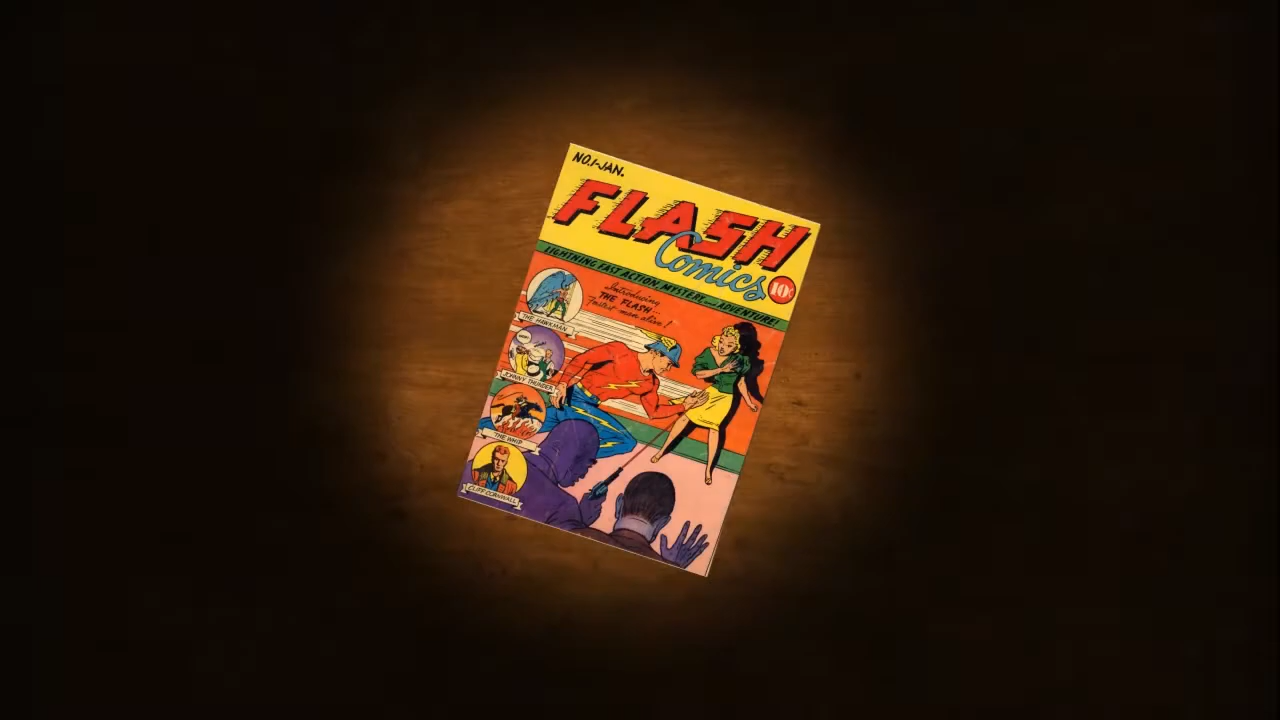 NO.1-JAN.
FLASH
Comics
10¢
LIGHTNING FAST ACTION, MYSTERY and ADVENTURE!
Introducing
THE FLASH...
fastest man alive!
THE HAWKMAN
JOHNNY THUNDER
THE WHIP
CLIFF CORNWALL